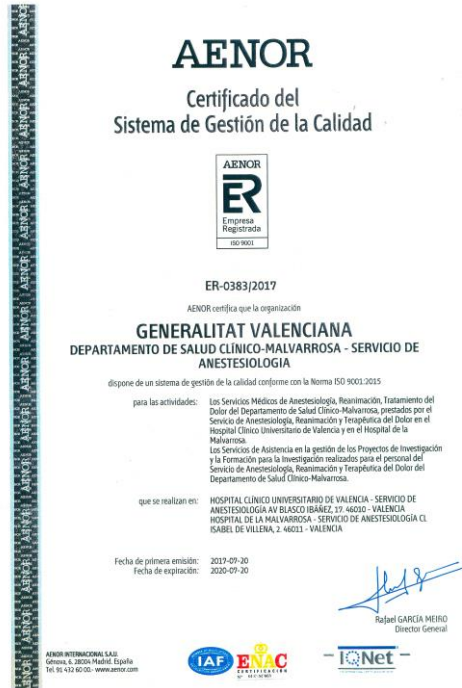 AENOR
Certificado del
Sistema de Gestión de la Calidad
AENOR
ER
Empresa
Registrada
ISO 9001
ER-0383/2017
AENOR certifica que la organización
GENERALITAT VALENCIANA
DEPARTAMENTO DE SALUD CLÍNICO-MALVARROSA - SERVICIO DE
ANESTESIOLOGIA
dispone de un sistema de gestión de la calidad conforme con la Norma ISO 9001:2015
para las actividades: Los Servicios Médicos de Anestesiología, Reanimación, Tratamiento del
Dolor del Departamento de Salud Clínico-Malvarrosa, prestados por el
Servicio de Anestesiología, Reanimación y Terapéutica del Dolor en el
Hospital Clínico Universitario de Valencia y en el Hospital de la
Malvarrosa.
Los Servicios de Asistencia en la gestión de los Proyectos de Investigación
y la Formación para la Investigación realizados para el personal del
Servicio de Anestesiología, Reanimación y Terapéutica del Dolor del
Departamento de Salud Clínico-Malvarrosa.
que se realizan en: HOSPITAL CLÍNICO UNIVERSITARIO DE VALENCIA - SERVICIO DE
ANESTESIOLOGÍA AV BLASCO IBÁÑEZ, 17. 46010 - VALENCIA
HOSPITAL DE LA MALVARROSA - SERVICIO DE ANESTESIOLOGÍA CL
ISABEL DE VILLENA, 2. 46011 - VALENCIA
Fecha de primera emisión: 2017-07-20
Fecha de expiración: 2020-07-20
Rafael GARCÍA MEIRO
Director General
AENOR INTERNACIONAL S.A.U.
Génova, 6. 28004 Madrid. España
Tel. 91 432 60 00.- www.aenor.com
IAF
ENAC
CERTIFICACIÓN
IQNet